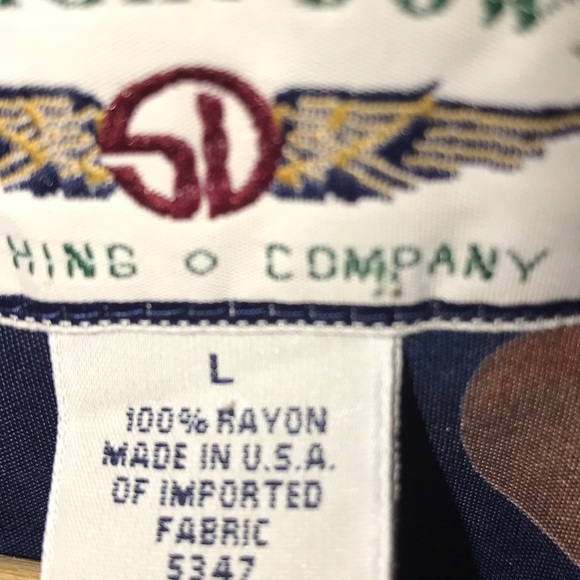 SD
HING O COMPANY
L
100% RAYON
MADE IN U.S.A.
OF IMPORTED
FABRIC
5347